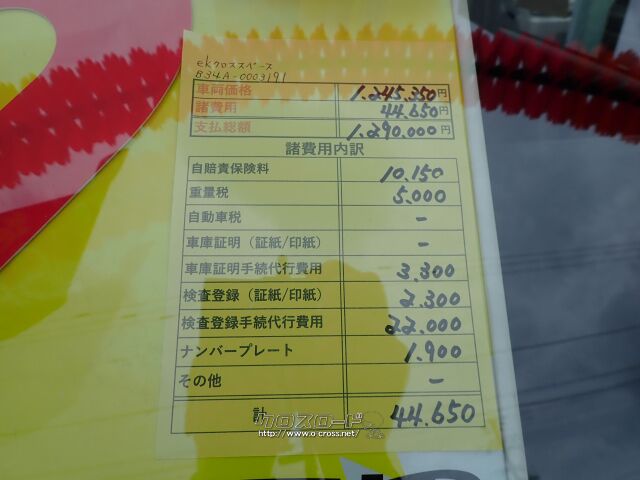 ekクロススペース
B34A-0003191
車両価格 1.245.350円
諸費用 44.650円
支払総額 1.290.000円
諸費用内訳
自賠責保険料 10.150
重量税 5.000
自動車税 -
車庫証明（証紙/印紙） -
車庫証明手続代行費用 3.300
検査登録（証紙/印紙） 2.300
検査登録手続代行費用 22.000
ナンバープレート 1.900
その他 -
計 44.650
クロスロード
http://www.o-cross.net/